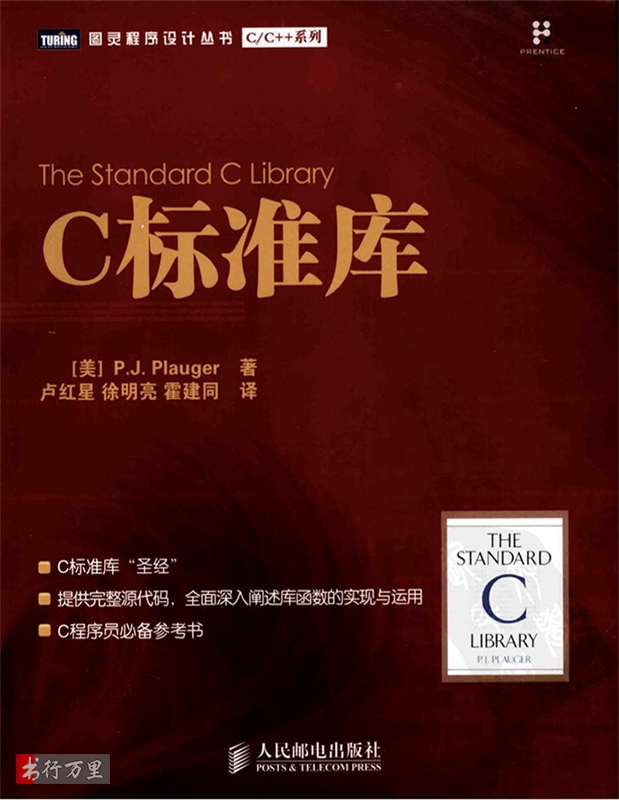 TURING 图灵程序设计丛书 C/C++系列
PRENTICE
The Standard C Library
C标准库
[美] P.J. Plauger 著
卢红星 徐明亮 霍建同 译
C标准库“圣经”
提供完整源代码，全面深入阐述库函数的实现与运用
C程序员必备参考书
THE
STANDARD
C
LIBRARY
P.J. PLAUGER
人民邮电出版社
POSTS & TELECOM PRESS
书行万里